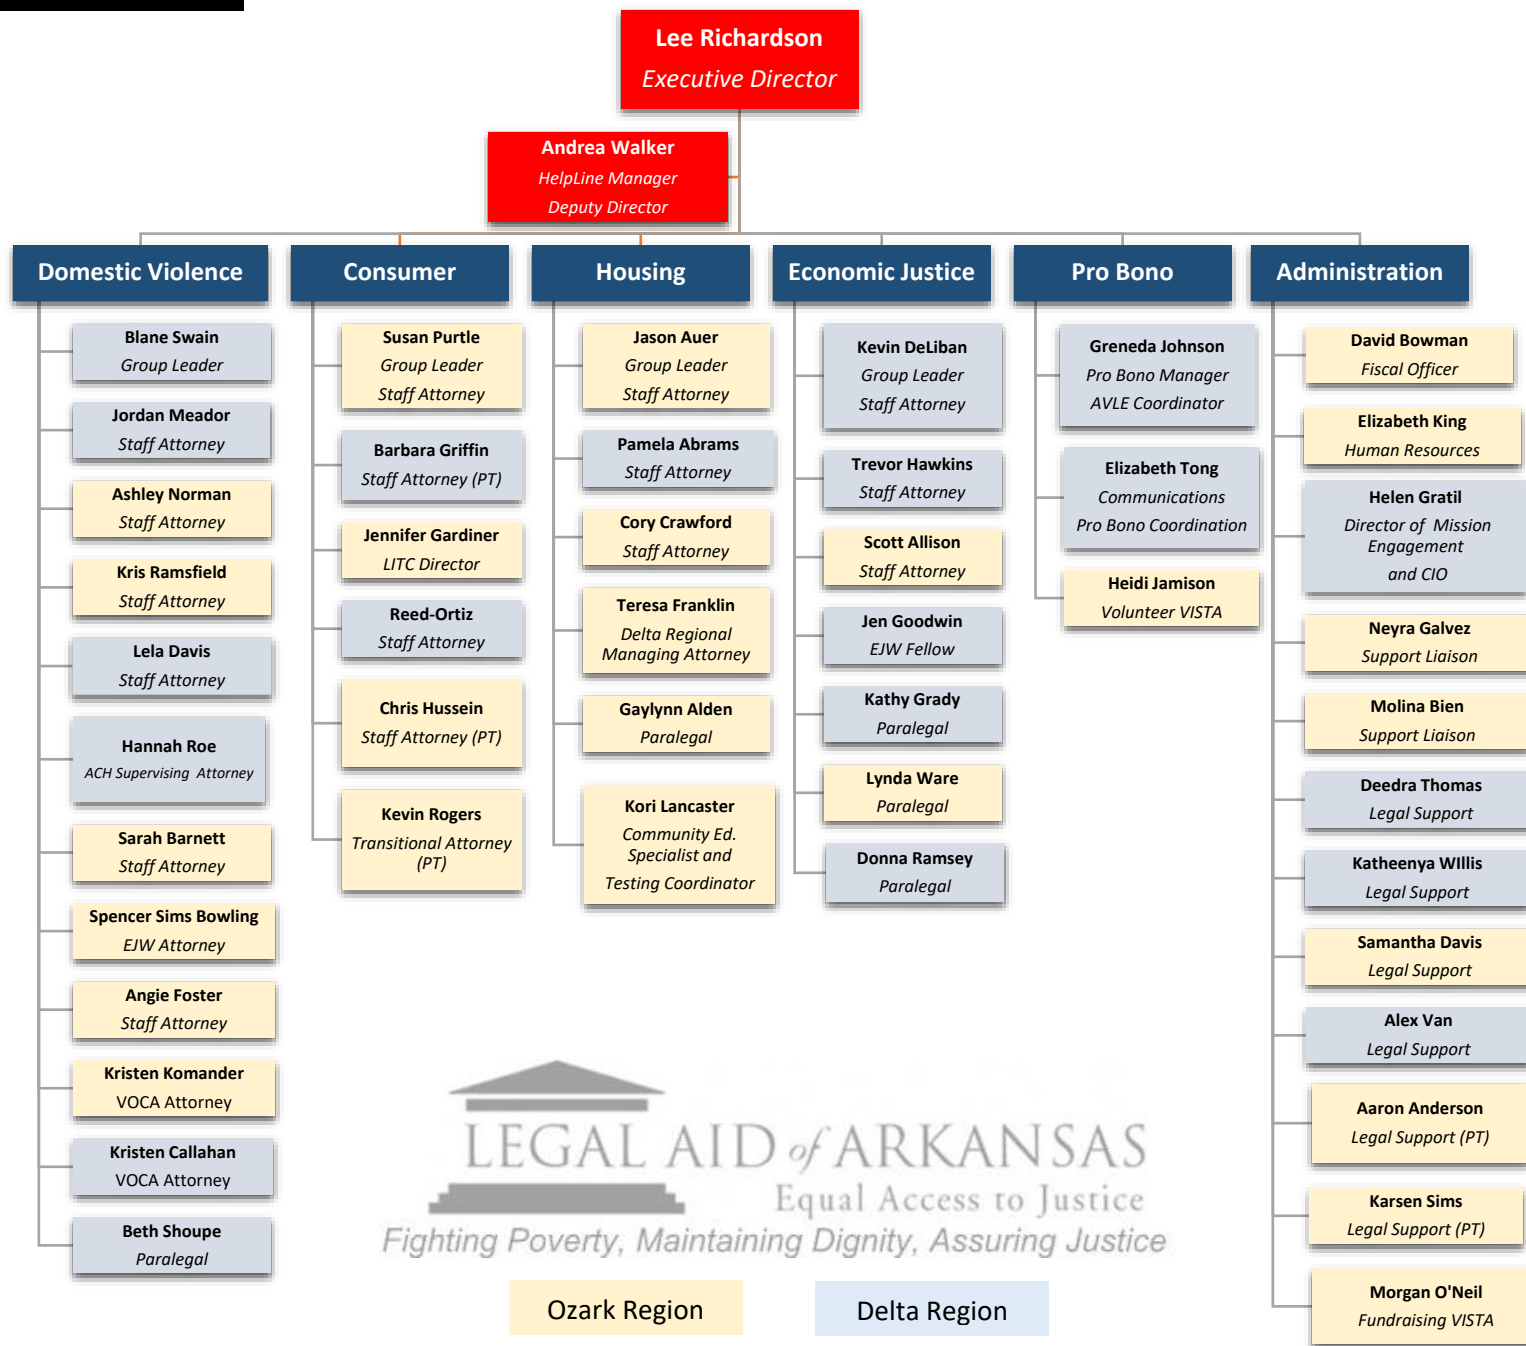 Lee Richardson
Executive Director
Andrea Walker
HelpLine Manager
Deputy Director
Domestic Violence
Blane Swain
Group Leader
Jordan Meador
Staff Attorney
Ashley Norman
Staff Attorney
Kris Ramsfield
Staff Attorney
Lela Davis
Staff Attorney
Hannah Roe
ACH Supervising Attorney
Sarah Barnett
Staff Attorney
Spencer Sims Bowling
EJW Attorney
Angie Foster
Staff Attorney
Kristen Komander
VOCA Attorney
Kristen Callahan
VOCA Attorney
Beth Shoupe
Paralegal
Consumer
Susan Purtle
Group Leader
Staff Attorney
Barbara Griffin
Staff Attorney (PT)
Jennifer Gardiner
LITC Director
Reed-Ortiz
Staff Attorney
Chris Hussein
Staff Attorney (PT)
Kevin Rogers
Transitional Attorney
(PT)
Housing
Jason Auer
Group Leader
Staff Attorney
Pamela Abrams
Staff Attorney
Cory Crawford
Staff Attorney
Teresa Franklin
Delta Regional
Managing Attorney
Gaylynn Alden
Paralegal
Kori Lancaster
Community Ed.
Specialist and
Testing Coordinator
Economic Justice
Kevin DeLiban
Group Leader
Staff Attorney
Trevor Hawkins
Staff Attorney
Scott Allison
Staff Attorney
Jen Goodwin
EJW Fellow
Kathy Grady
Paralegal
Lynda Ware
Paralegal
Donna Ramsey
Paralegal
Pro Bono
Greneda Johnson
Pro Bono Manager
AVLE Coordinator
Elizabeth Tong
Communications
Pro Bono Coordination
Heidi Jamison
Volunteer VISTA
Administration
David Bowman
Fiscal Officer
Elizabeth King
Human Resources
Helen Gratil
Director of Mission
Engagement
and CIO
Neyra Galvez
Support Liaison
Molina Bien
Support Liaison
Deedra Thomas
Legal Support
Katheenya WIllis
Legal Support
Samantha Davis
Legal Support
Alex Van
Legal Support
Aaron Anderson
Legal Support (PT)
Karsen Sims
Legal Support (PT)
Morgan O'Neil
Fundraising VISTA
LEGAL AID of ARKANSAS
Equal Access to Justice
Fighting Poverty, Maintaining Dignity, Assuring Justice
Ozark Region
Delta Region